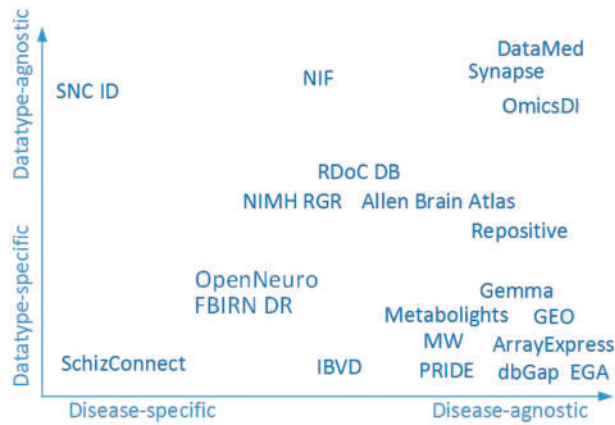 Datatype-agnostic
Datatype-specific
DataMed
Synapse
NIF
SNC ID
OmicsDI
RDoC DB
NIMH RGR
Allen Brain Atlas
Repositive
OpenNeuro
FBIRN DR
Gemma
Metabolights
GEO
MW
ArrayExpress
SchizConnect
IBVD
PRIDE
dbGap
EGA
Disease-specific
Disease-agnostic